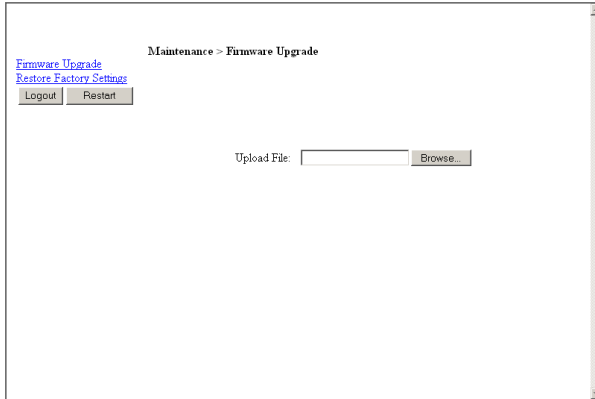 Maintenance > Firmware Upgrade
Firmware Upgrade
Restore Factory Settings
Logout Restart
Upload File: Browse...